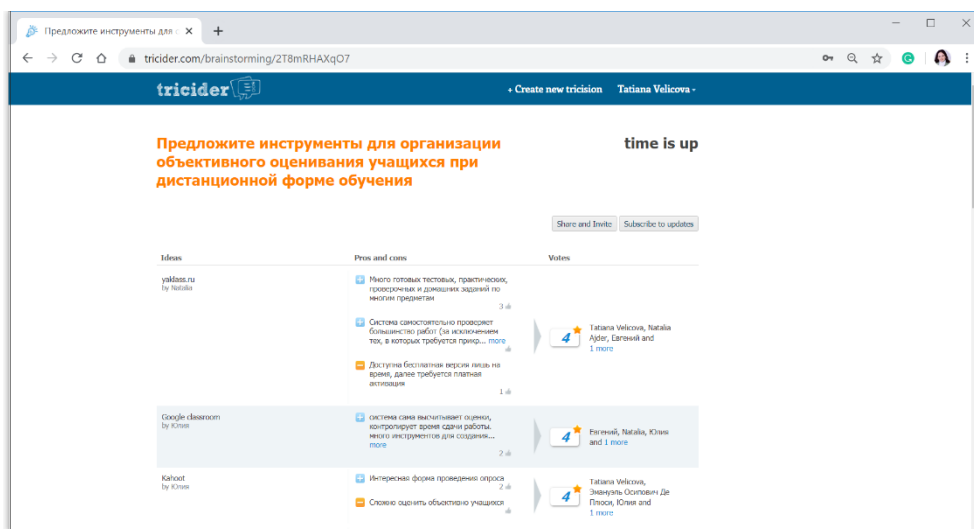 Предложите инструменты для с
tricider.com/brainstorming/2T8mRHAXqO7
tricider
+ Create new tricision
Tatiana Velicova
Предложите инструменты для организации
объективного оценивания учащихся при
дистанционной форме обучения
time is up
Share and Invite
Subscribe to updates
Ideas
Pros and cons
Votes
yaklass.ru
by Natalia
Много готовых тестовых, практических,
проверочных и домашних заданий по
многим предметам
3
Система самостоятельно проверяет
большинство работ (за исключением
тех, в которых требуется прикр... more
Доступна бесплатная версия лишь на
время, далее требуется платная
активация
1
4
Tatiana Velicova, Natalia
Ajder, Евгений and
1 more
Google classroom
by Юлия
система сама высчитывает оценки,
контролирует время сдачи работы.
много инструментов для создания...
more
2
4
Евгений, Natalia, Юлия
and 1 more
Kahoot
by Юлия
Интересная форма проведения опроса
2
Сложно оценить объективно учащихся
4
Tatiana Velicova,
Эмануэль Осипович Де
Плюси, Юлия and
1 more